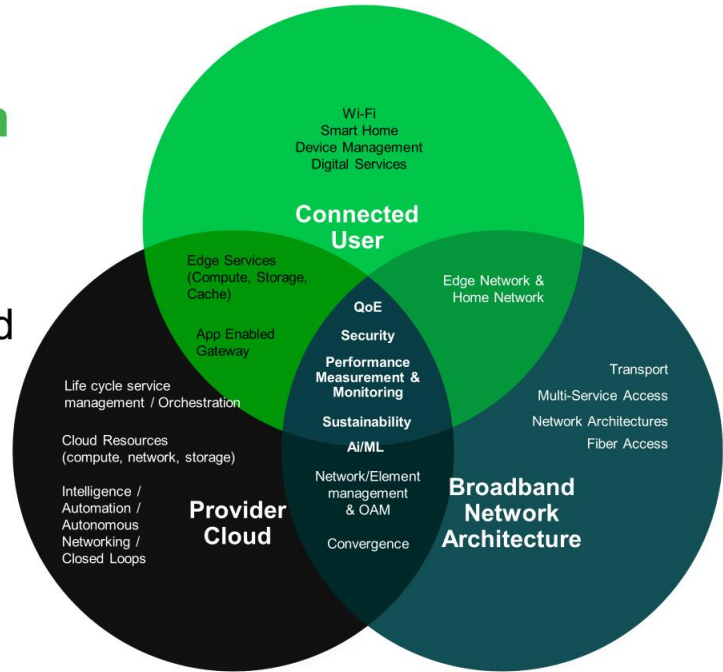 n
d
Wi-Fi
Smart Home
Device Management
Digital Services
Connected
User
Edge Services
(Compute, Storage,
Cache)
App Enabled
Gateway
Edge Network &
Home Network
QoE
Security
Performance
Measurement &
Monitoring
Sustainability
Ai/ML
Network/Element
management
& OAM
Convergence
Life cycle service
management / Orchestration
Cloud Resources
(compute, network, storage)
Intelligence /
Automation /
Autonomous
Networking /
Closed Loops
Provider
Cloud
Transport
Multi-Service Access
Network Architectures
Fiber Access
Broadband
Network
Architecture